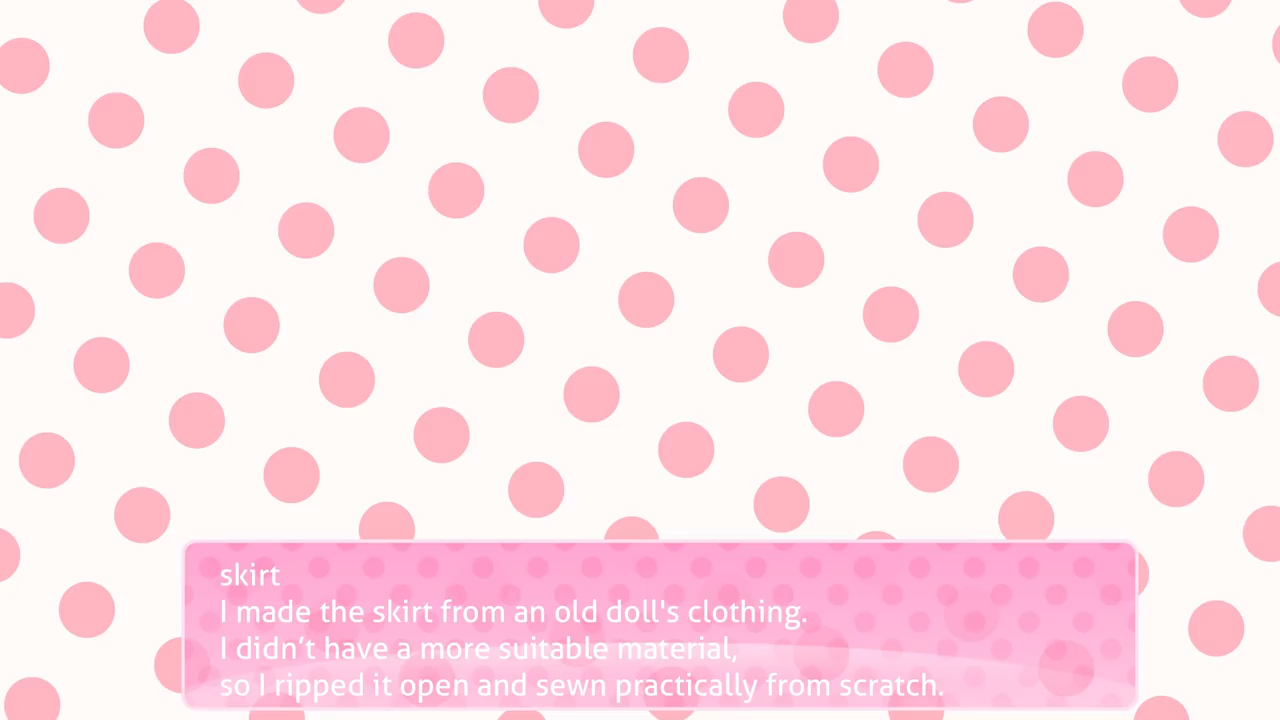 skirt
I made the skirt from an old doll's clothing.
I didn’t have a more suitable material,
so I ripped it open and sewn practically from scratch.